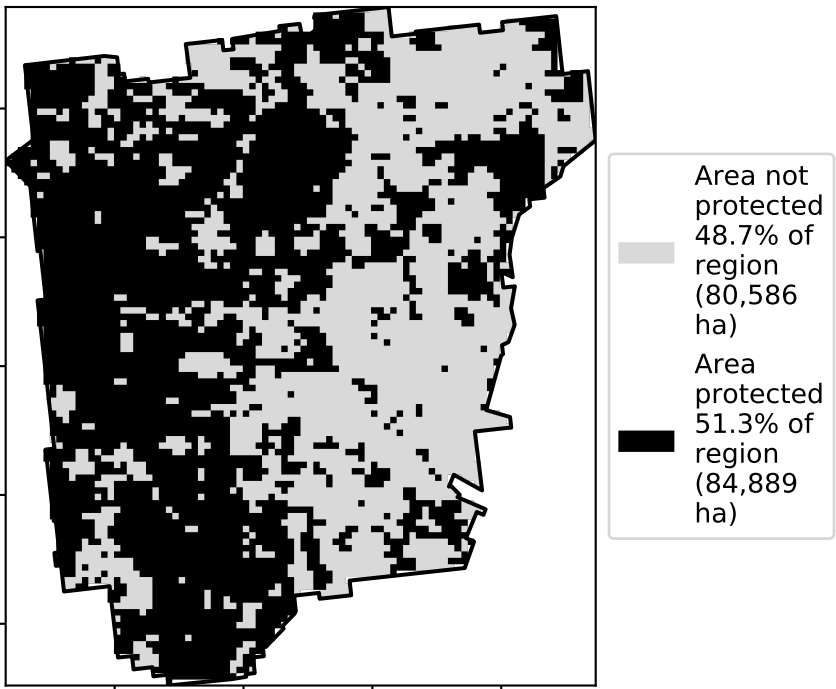 Area not
protected
48.7% of
region
(80,586
ha)
Area
protected
51.3% of
region
(84,889
ha)